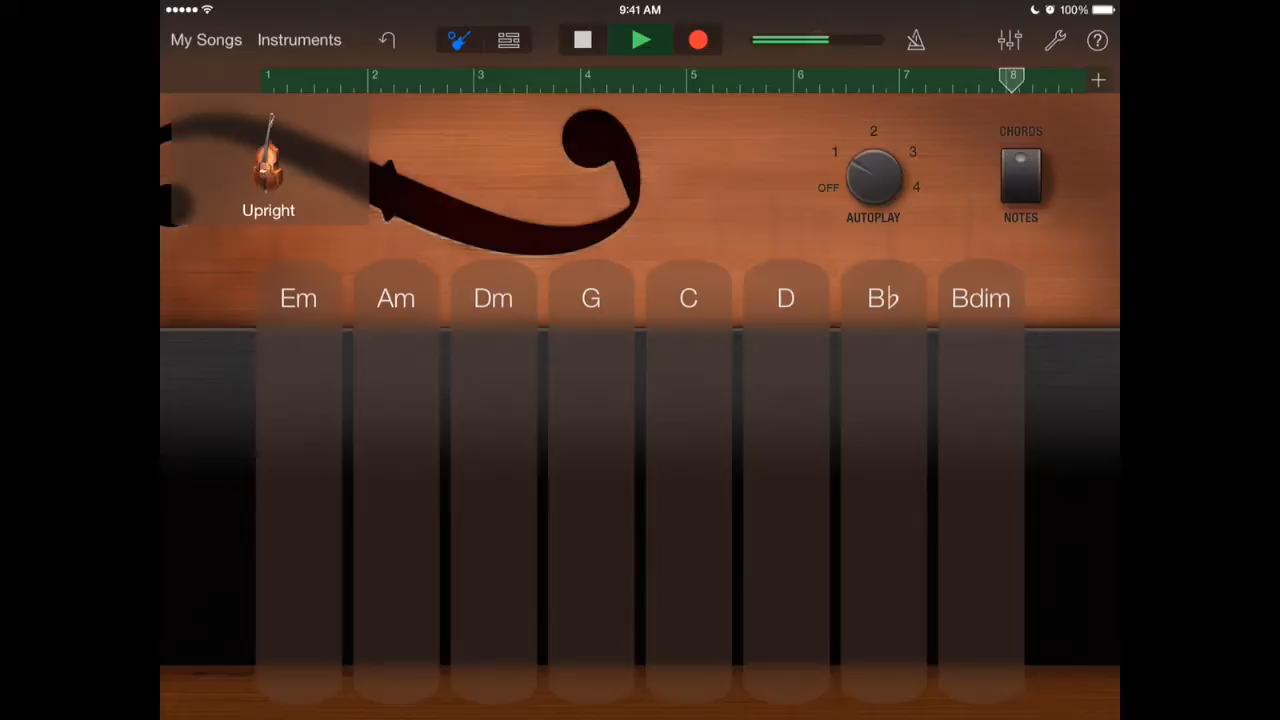 9:41 AM
100%
My Songs Instruments
1 2 3 4 5 6 7 8
Upright
OFF 1 2 3 4
AUTOPLAY
CHORDS
NOTES
Em Am Dm G C D B♭ Bdim